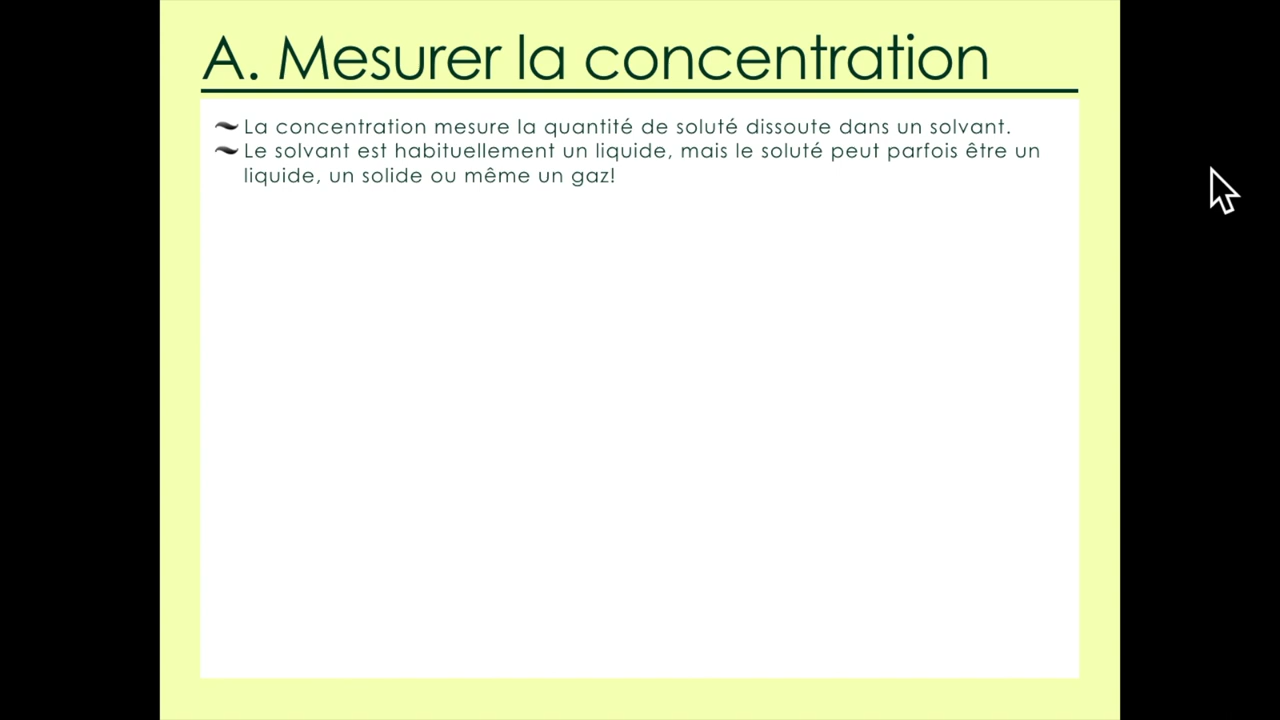 A. Mesurer la concentration
La concentration mesure la quantité de soluté dissoute dans un solvant.
Le solvant est habituellement un liquide, mais le soluté peut parfois être un
liquide, un solide ou même un gaz!